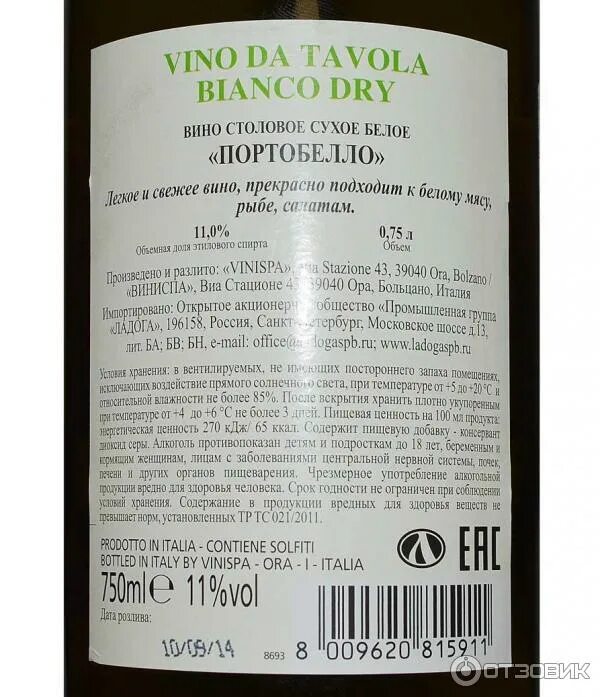 VINO DA TAVOLA
BIANCO DRY
ВИНО СТОЛОВОЕ СУХОЕ БЕЛОЕ
«ПОРТОБЕЛЛО»
Легкое и свежее вино, прекрасно подходит к белому мясу,
рыбе, салатам.
11,0% 0,75 л
Объемная доля этилового спирта Объем
Произведено и разлито: «VINISPA», via Stazione 43, 39040 Ora, Bolzano /
«ВИНИСПА», Виа Стационе 43, 39040 Ора, Больцано, Италия
Импортировано: Открытое акционерное общество «Промышленная группа
«ЛАДОГА», 196158, Россия, Санкт-Петербург, Московское шоссе д.13,
лит. БА; БВ; БН, e-mail: office@ladogaspb.ru; www.ladogaspb.ru
Условия хранения: в вентилируемых, не имеющих постороннего запаха помещениях,
исключающих воздействие прямого солнечного света, при температуре от +5 до +20 °С и
относительной влажности не более 85%. После вскрытия хранить плотно укупоренным
при температуре от +4 до +6 °С не более 3 дней. Пищевая ценность на 100 мл продукта:
энергетическая ценность 270 кДж/ 65 ккал. Содержит пищевую добавку - консервант
диоксид серы. Алкоголь противопоказан детям и подросткам до 18 лет, беременным и
кормящим женщинам, лицам с заболеваниями центральной нервной системы, почек,
печени и других органов пищеварения. Чрезмерное употребление алкогольной
продукции вредно для здоровья человека. Срок годности не ограничен при соблюдении
условий хранения. Содержание в продукции вредных для здоровья веществ не
превышает норм, установленных ТР ТС 021/2011.
PRODOTTO IN ITALIA - CONTIENE SOLFITI
BOTTLED IN ITALY BY VINISPA - ORA - I - ITALIA
EAC
750ml e 11%vol
Дата розлива:
10/09/14
8693
8 009620 815911
ОТЗОВИК